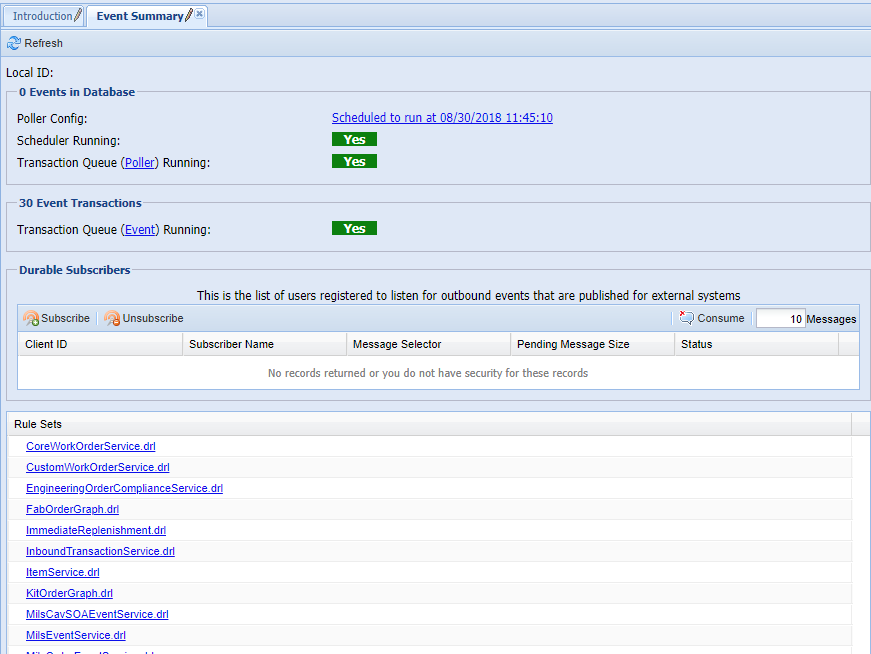 Introduction
Event Summary
Refresh
Local ID:
0 Events in Database
Poller Config: Scheduled to run at 08/30/2018 11:45:10
Scheduler Running: Yes
Transaction Queue (Poller) Running: Yes
30 Event Transactions
Transaction Queue (Event) Running: Yes
Durable Subscribers
This is the list of users registered to listen for outbound events that are published for external systems
Subscribe Unsubscribe Consume 10 Messages
Client ID Subscriber Name Message Selector Pending Message Size Status
No records returned or you do not have security for these records
Rule Sets
CoreWorkOrderService.drl
CustomWorkOrderService.drl
EngineeringOrderComplianceService.drl
FabOrderGraph.drl
ImmediateReplenishment.drl
InboundTransactionService.drl
ItemService.drl
KitOrderGraph.drl
MilsCavSOAEventService.drl
MilsEventService.drl